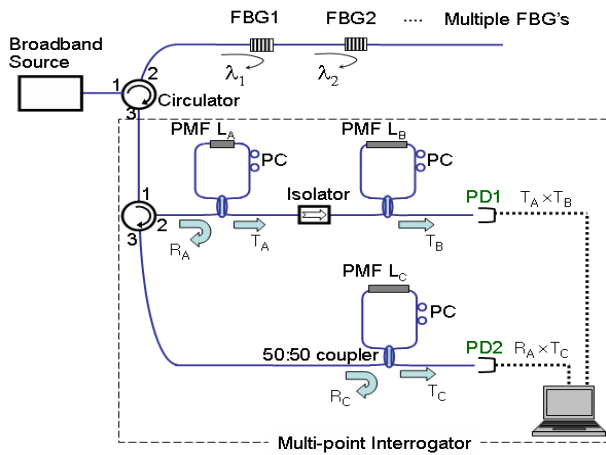 FBG1 FBG2 .... Multiple FBG's
Broadband
Source
1 2
λ1 λ2
3 Circulator
PMF LA PMF LB
PC PC
1 Isolator PD1 TA×TB
3 2
RA TA TB
PMF LC
PC
50:50 coupler PD2 RA×TC
RC TC
Multi-point Interrogator